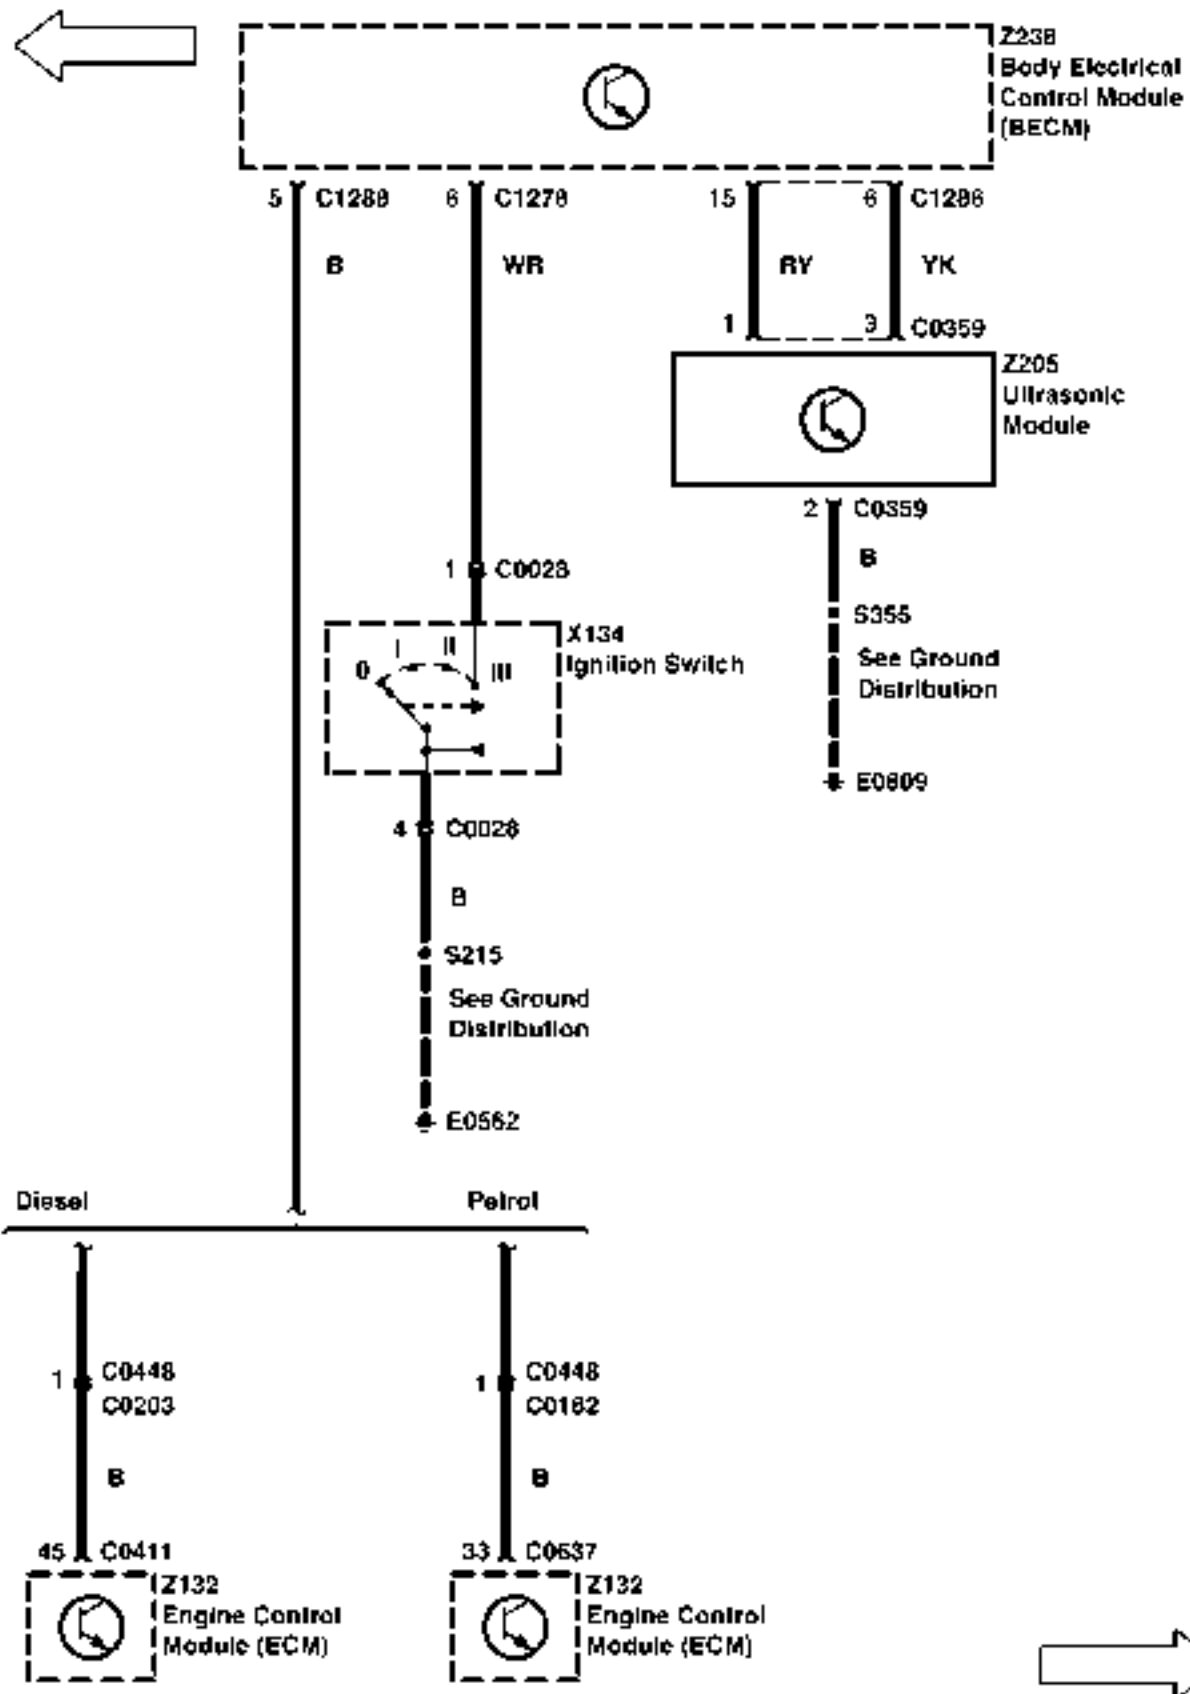 Z238
Body Electrical
Control Module
(BECM)
5 C1280 6 C1278 15 6 C1286
B WR RY YK
1 3 C0359
Z205
Ultrasonic
Module
2 C0359
B
1 C0028
S355
X134
Ignition Switch
0 I II III
See Ground
Distribution
E0809
4 C0028
B
S215
See Ground
Distribution
E0562
Diesel Petrol
1 C0448 1 C0448
C0203 C0162
B B
45 C0411 33 C0637
Z132 Z132
Engine Control Engine Control
Module (ECM) Module (ECM)